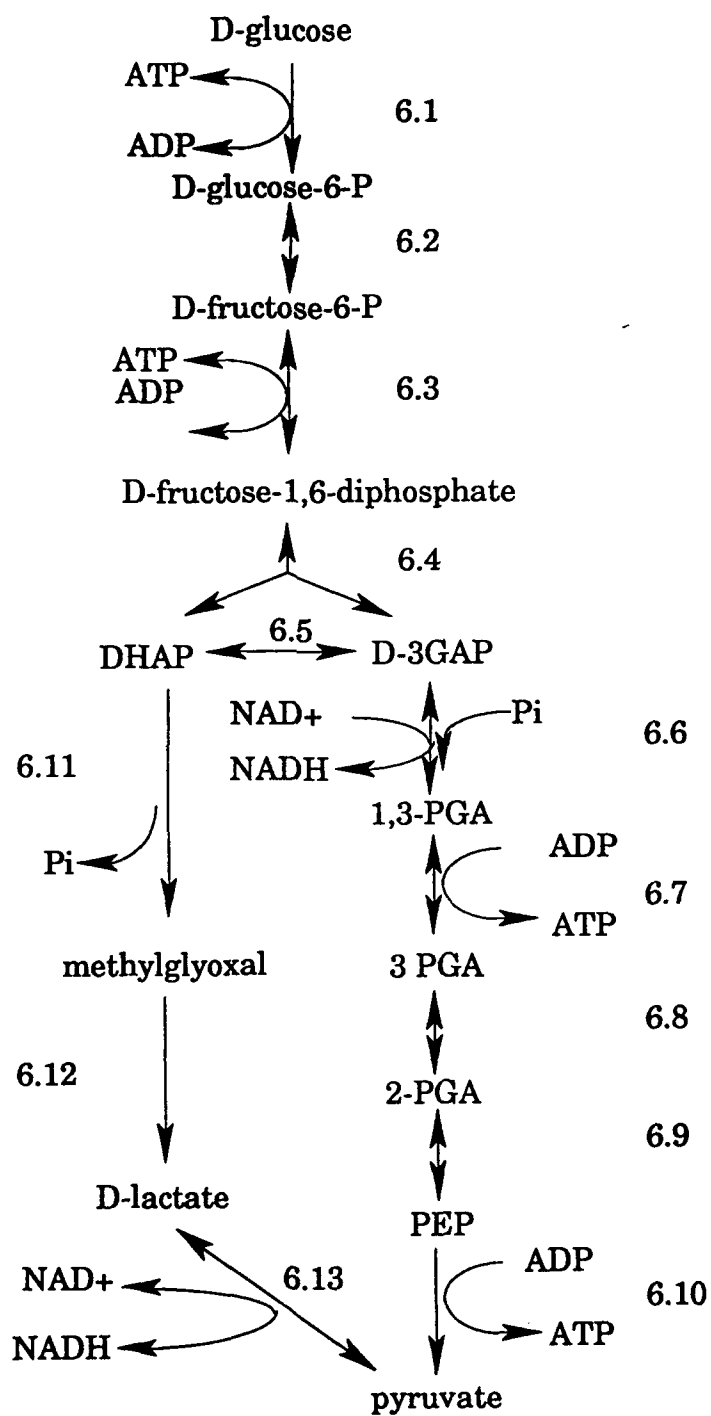 D-glucose
ATP
6.1
ADP
D-glucose-6-P
6.2
D-fructose-6-P
ATP
ADP
6.3
D-fructose-1,6-diphosphate
6.4
6.5
DHAP
D-3GAP
NAD+
Pi
6.6
NADH
6.11
1,3-PGA
ADP
Pi
6.7
ATP
methylglyoxal
3 PGA
6.8
6.12
2-PGA
6.9
D-lactate
PEP
ADP
NAD+
6.13
6.10
NADH
ATP
pyruvate